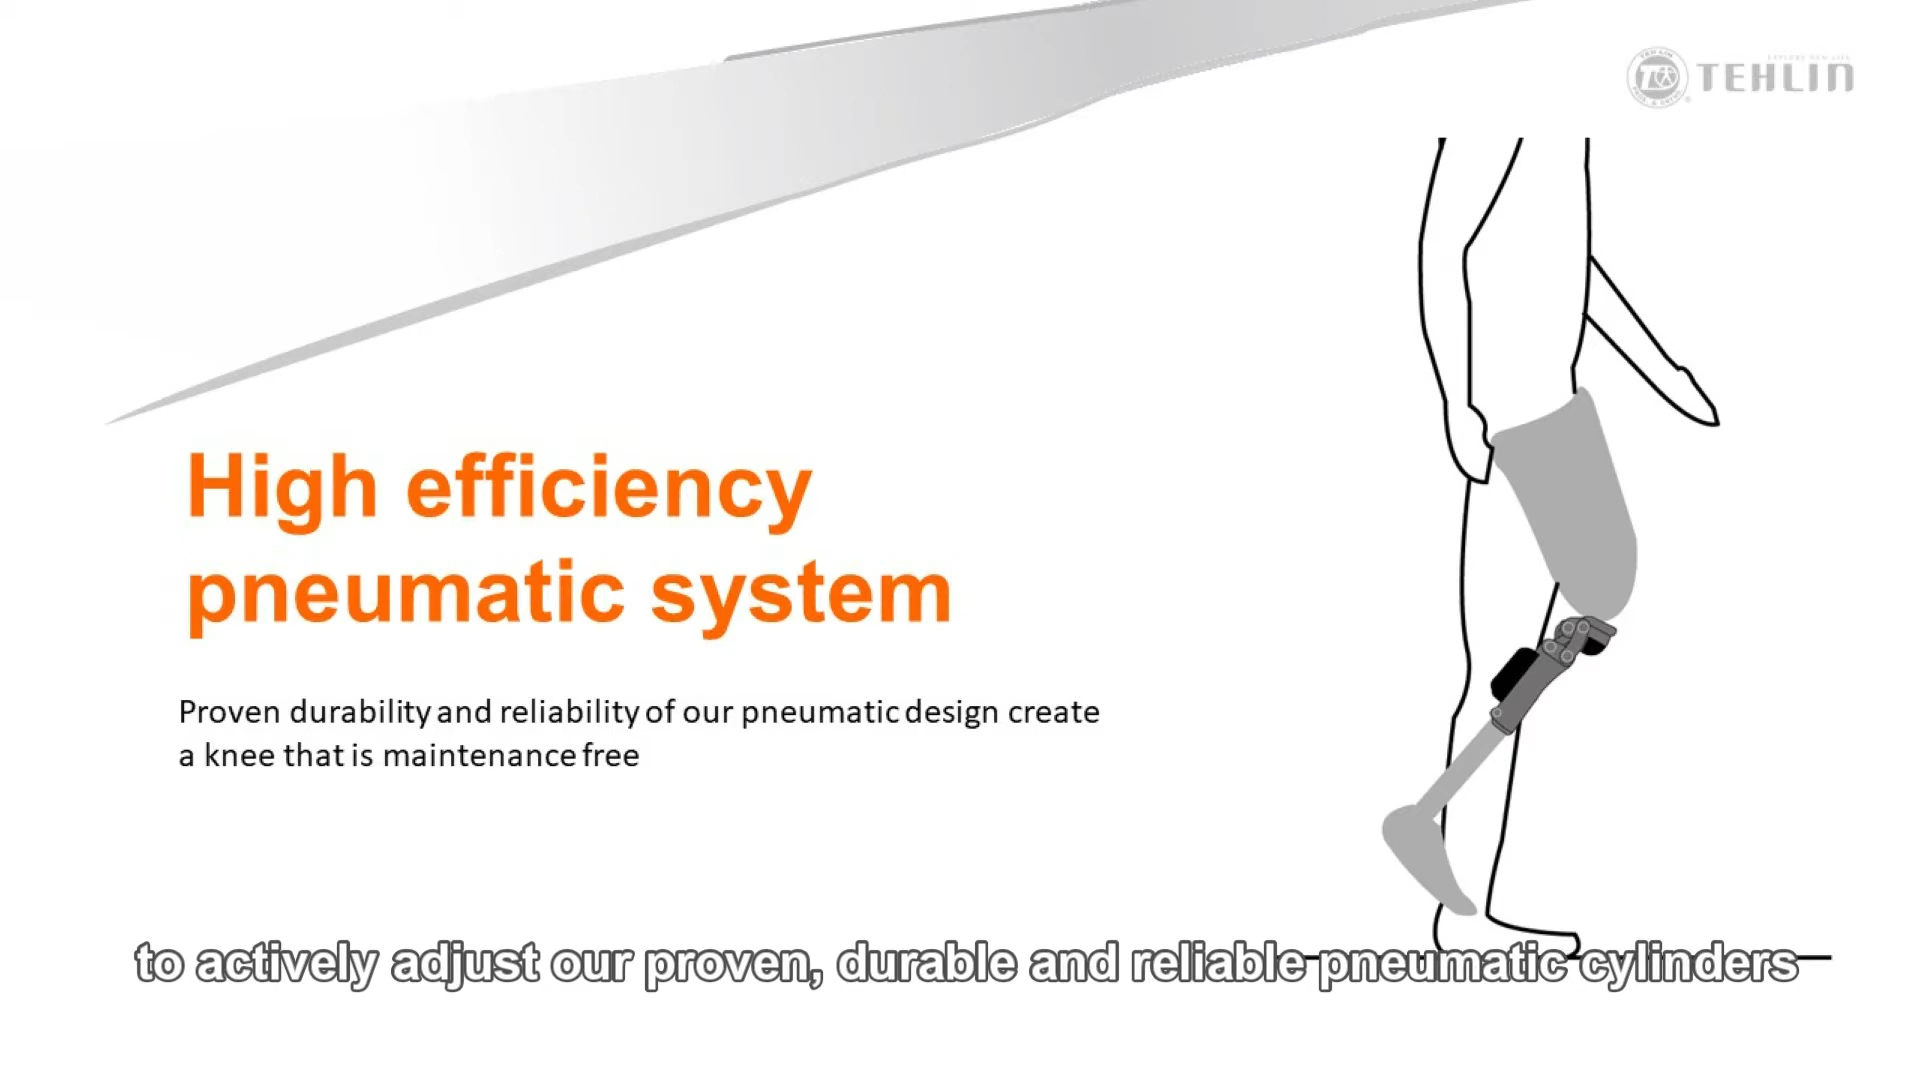 TEHLIN
High efficiency
pneumatic system
Proven durability and reliability of our pneumatic design create
a knee that is maintenance free
to actively adjust our proven, durable and reliable pneumatic cylinders